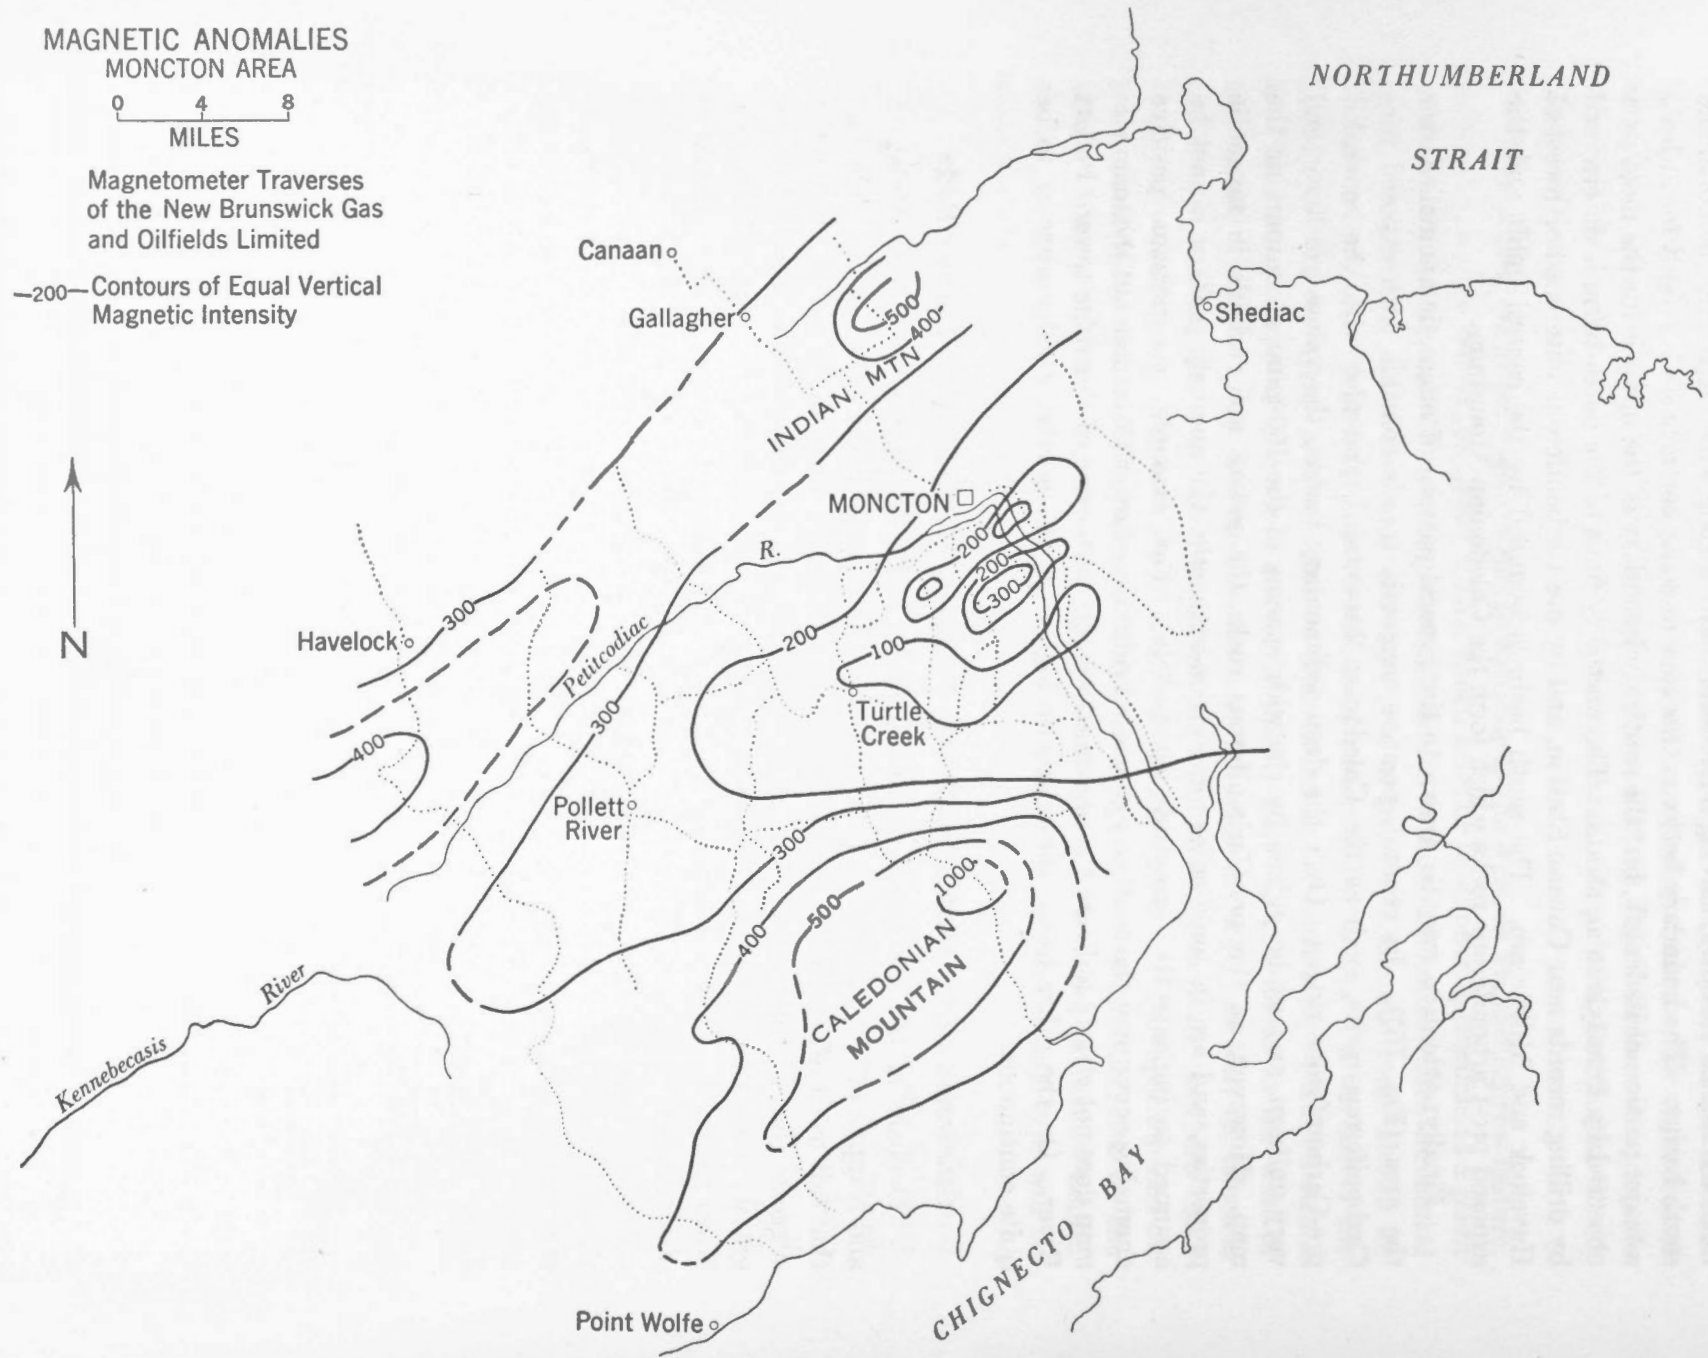 MAGNETIC ANOMALIES
MONCTON AREA
0 4 8
MILES
Magnetometer Traverses
of the New Brunswick Gas
and Oilfields Limited
—200— Contours of Equal Vertical
Magnetic Intensity
N
NORTHUMBERLAND
STRAIT
Canaan
Gallagher
Shediac
500
400
INDIAN MTN
MONCTON
R.
200
200
300
Havelock
300
Petitcodiac
200
100
300
Turtle
Creek
400
Pollett
River
300
1000
500
400
CALEDONIAN
MOUNTAIN
River
Kennebecasis
CHIGNECTO BAY
Point Wolfe